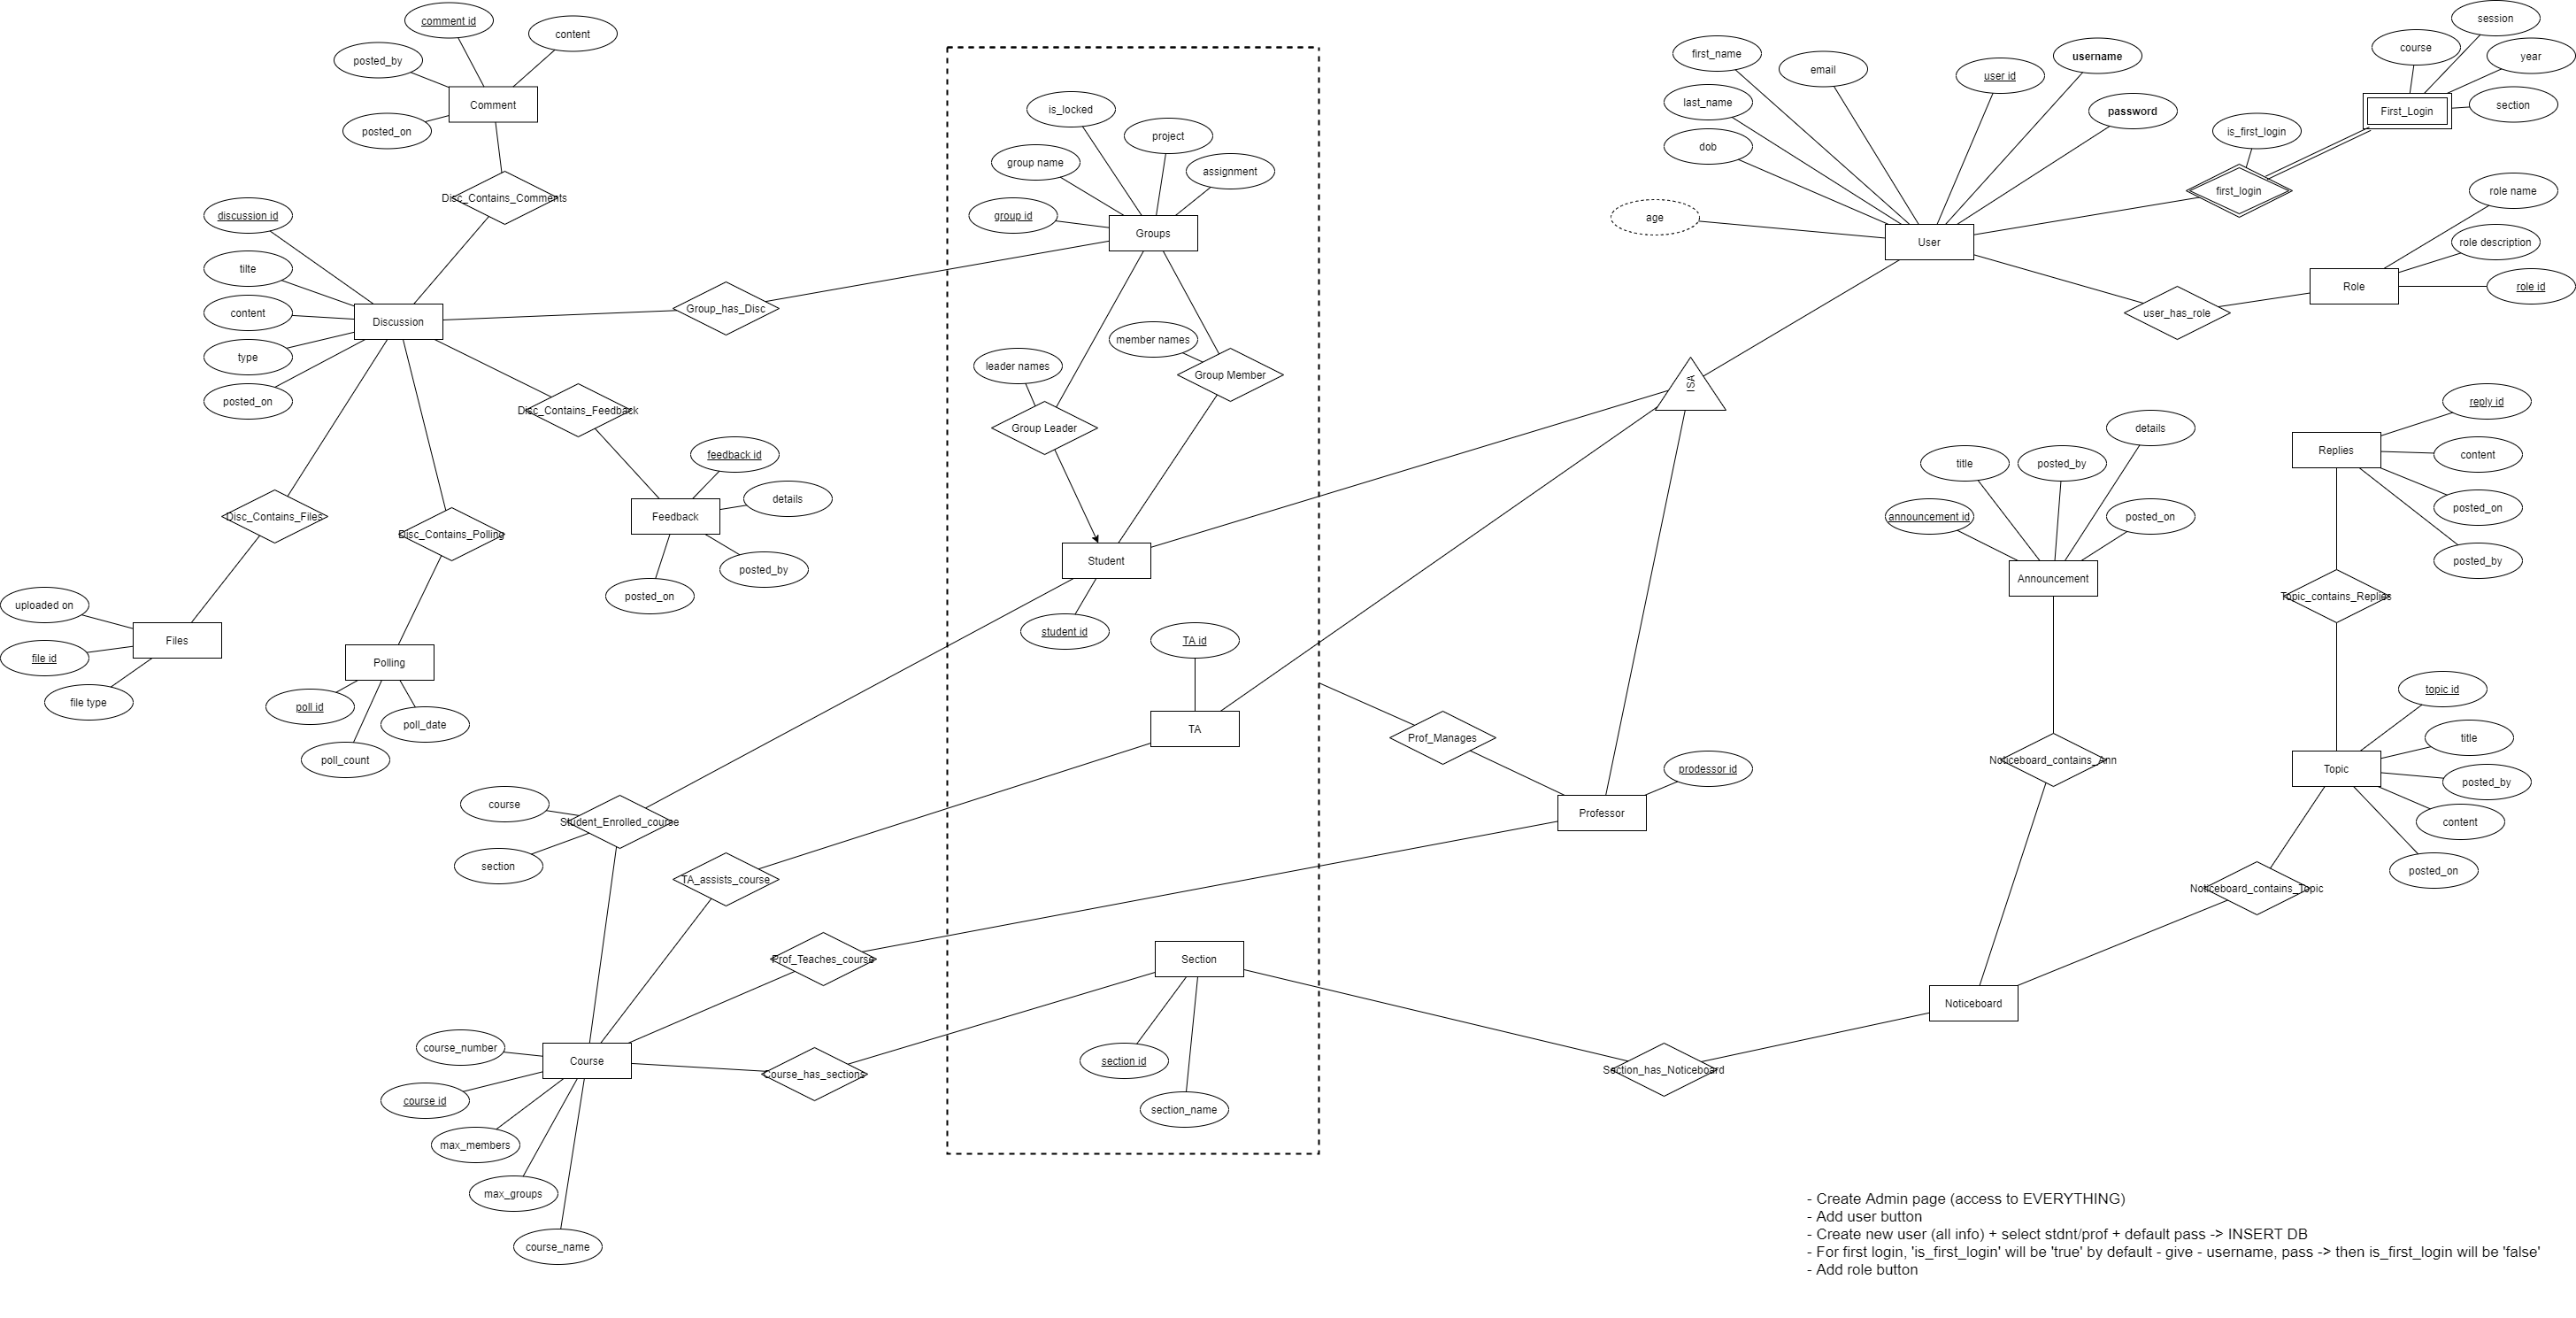 comment id
content
posted_by
Comment
posted_on
Disc_Contains_Comments
discussion id
tilte
content
Discussion
type
posted_on
Group_has_Disc
Disc_Contains_Feedback
feedback id
details
Feedback
posted_by
posted_on
Disc_Contains_Files
Disc_Contains_Polling
uploaded on
Files
file id
file type
Polling
poll id
poll_date
poll_count
is_locked
project
group name
assignment
group id
Groups
member names
leader names
Group Member
Group Leader
Student
student id
TA id
TA
course
Student_Enrolled_course
section
TA_assists_course
Prof_Teaches_course
Section
section id
section_name
course_number
Course
Course_has_sections
course id
max_members
max_groups
course_name
first_name
email
user id
username
last_name
password
dob
age
User
session
course
year
First_Login
section
is_first_login
first_login
role name
role description
Role
role id
user_has_role
ISA
Prof_Manages
prodessor id
Professor
details
title
posted_by
announcement id
posted_on
Announcement
Noticeboard_contains_Ann
reply id
Replies
content
posted_on
posted_by
Topic_contains_Replies
topic id
title
Topic
posted_by
content
posted_on
Noticeboard_contains_Topic
Noticeboard
Section_has_Noticeboard
- Create Admin page (access to EVERYTHING)
- Add user button
- Create new user (all info) + select stdnt/prof + default pass -> INSERT DB
- For first login, 'is_first_login' will be 'true' by default - give - username, pass -> then is_first_login will be 'false'
- Add role button